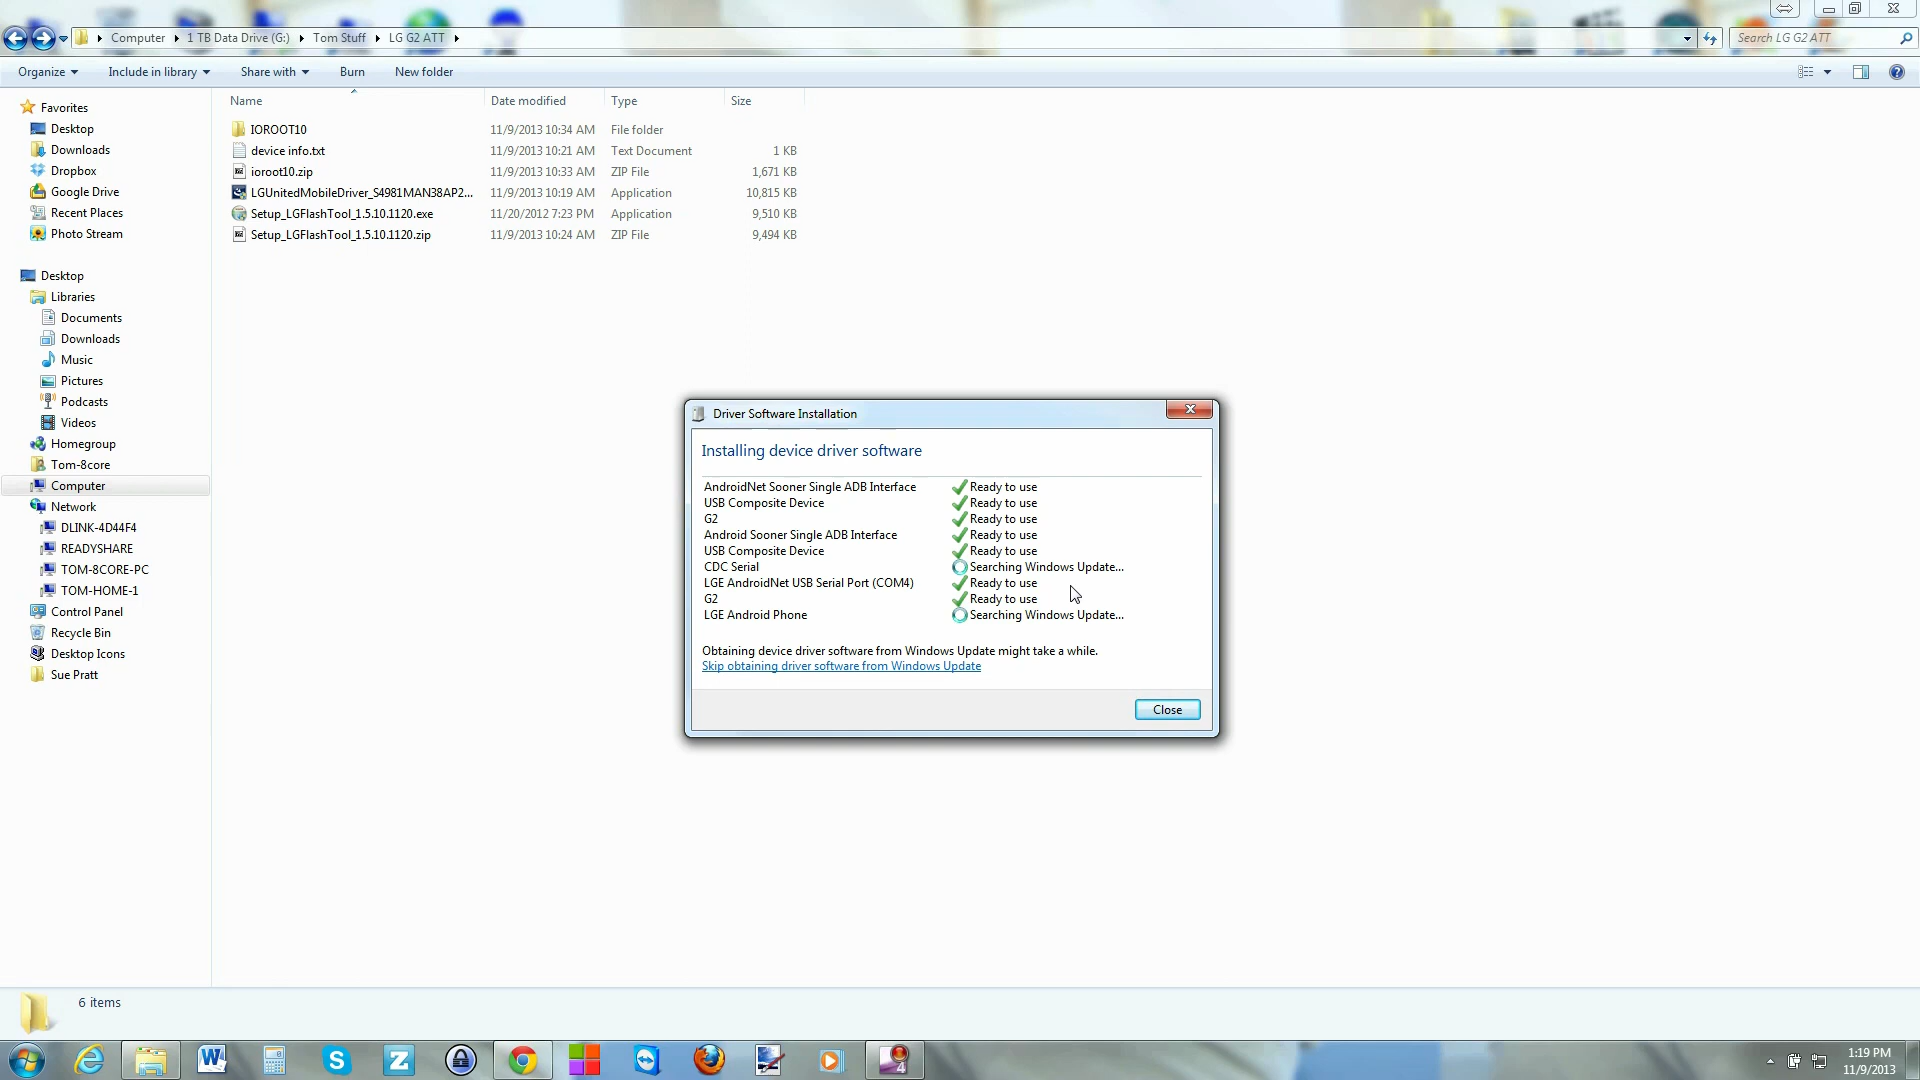 Computer 1 TB Data Drive (G:) Tom Stuff LG G2 ATT Search LG G2 ATT
Organize Include in library Share with Burn New folder
Favorites
Desktop
Downloads
Dropbox
Google Drive
Recent Places
Photo Stream
Desktop
Libraries
Documents
Downloads
Music
Pictures
Podcasts
Videos
Homegroup
Tom-8core
Computer
Network
DLINK-4D44F4
READYSHARE
TOM-8CORE-PC
TOM-HOME-1
Control Panel
Recycle Bin
Desktop Icons
Sue Pratt
Name Date modified Type Size
IOROOT10 11/9/2013 10:34 AM File folder
device info.txt 11/9/2013 10:21 AM Text Document 1 KB
ioroot10.zip 11/9/2013 10:33 AM ZIP File 1,671 KB
LGUnitedMobileDriver_S4981MAN38AP2... 11/9/2013 10:19 AM Application 10,815 KB
Setup_LGFlashTool_1.5.10.1120.exe 11/20/2012 7:23 PM Application 9,510 KB
Setup_LGFlashTool_1.5.10.1120.zip 11/9/2013 10:24 AM ZIP File 9,494 KB
Driver Software Installation
Installing device driver software
AndroidNet Sooner Single ADB Interface Ready to use
USB Composite Device Ready to use
G2 Ready to use
Android Sooner Single ADB Interface Ready to use
USB Composite Device Ready to use
CDC Serial Searching Windows Update...
LGE AndroidNet USB Serial Port (COM4) Ready to use
G2 Ready to use
LGE Android Phone Searching Windows Update...
Obtaining device driver software from Windows Update might take a while.
Skip obtaining driver software from Windows Update
Close
6 items
1:19 PM
11/9/2013